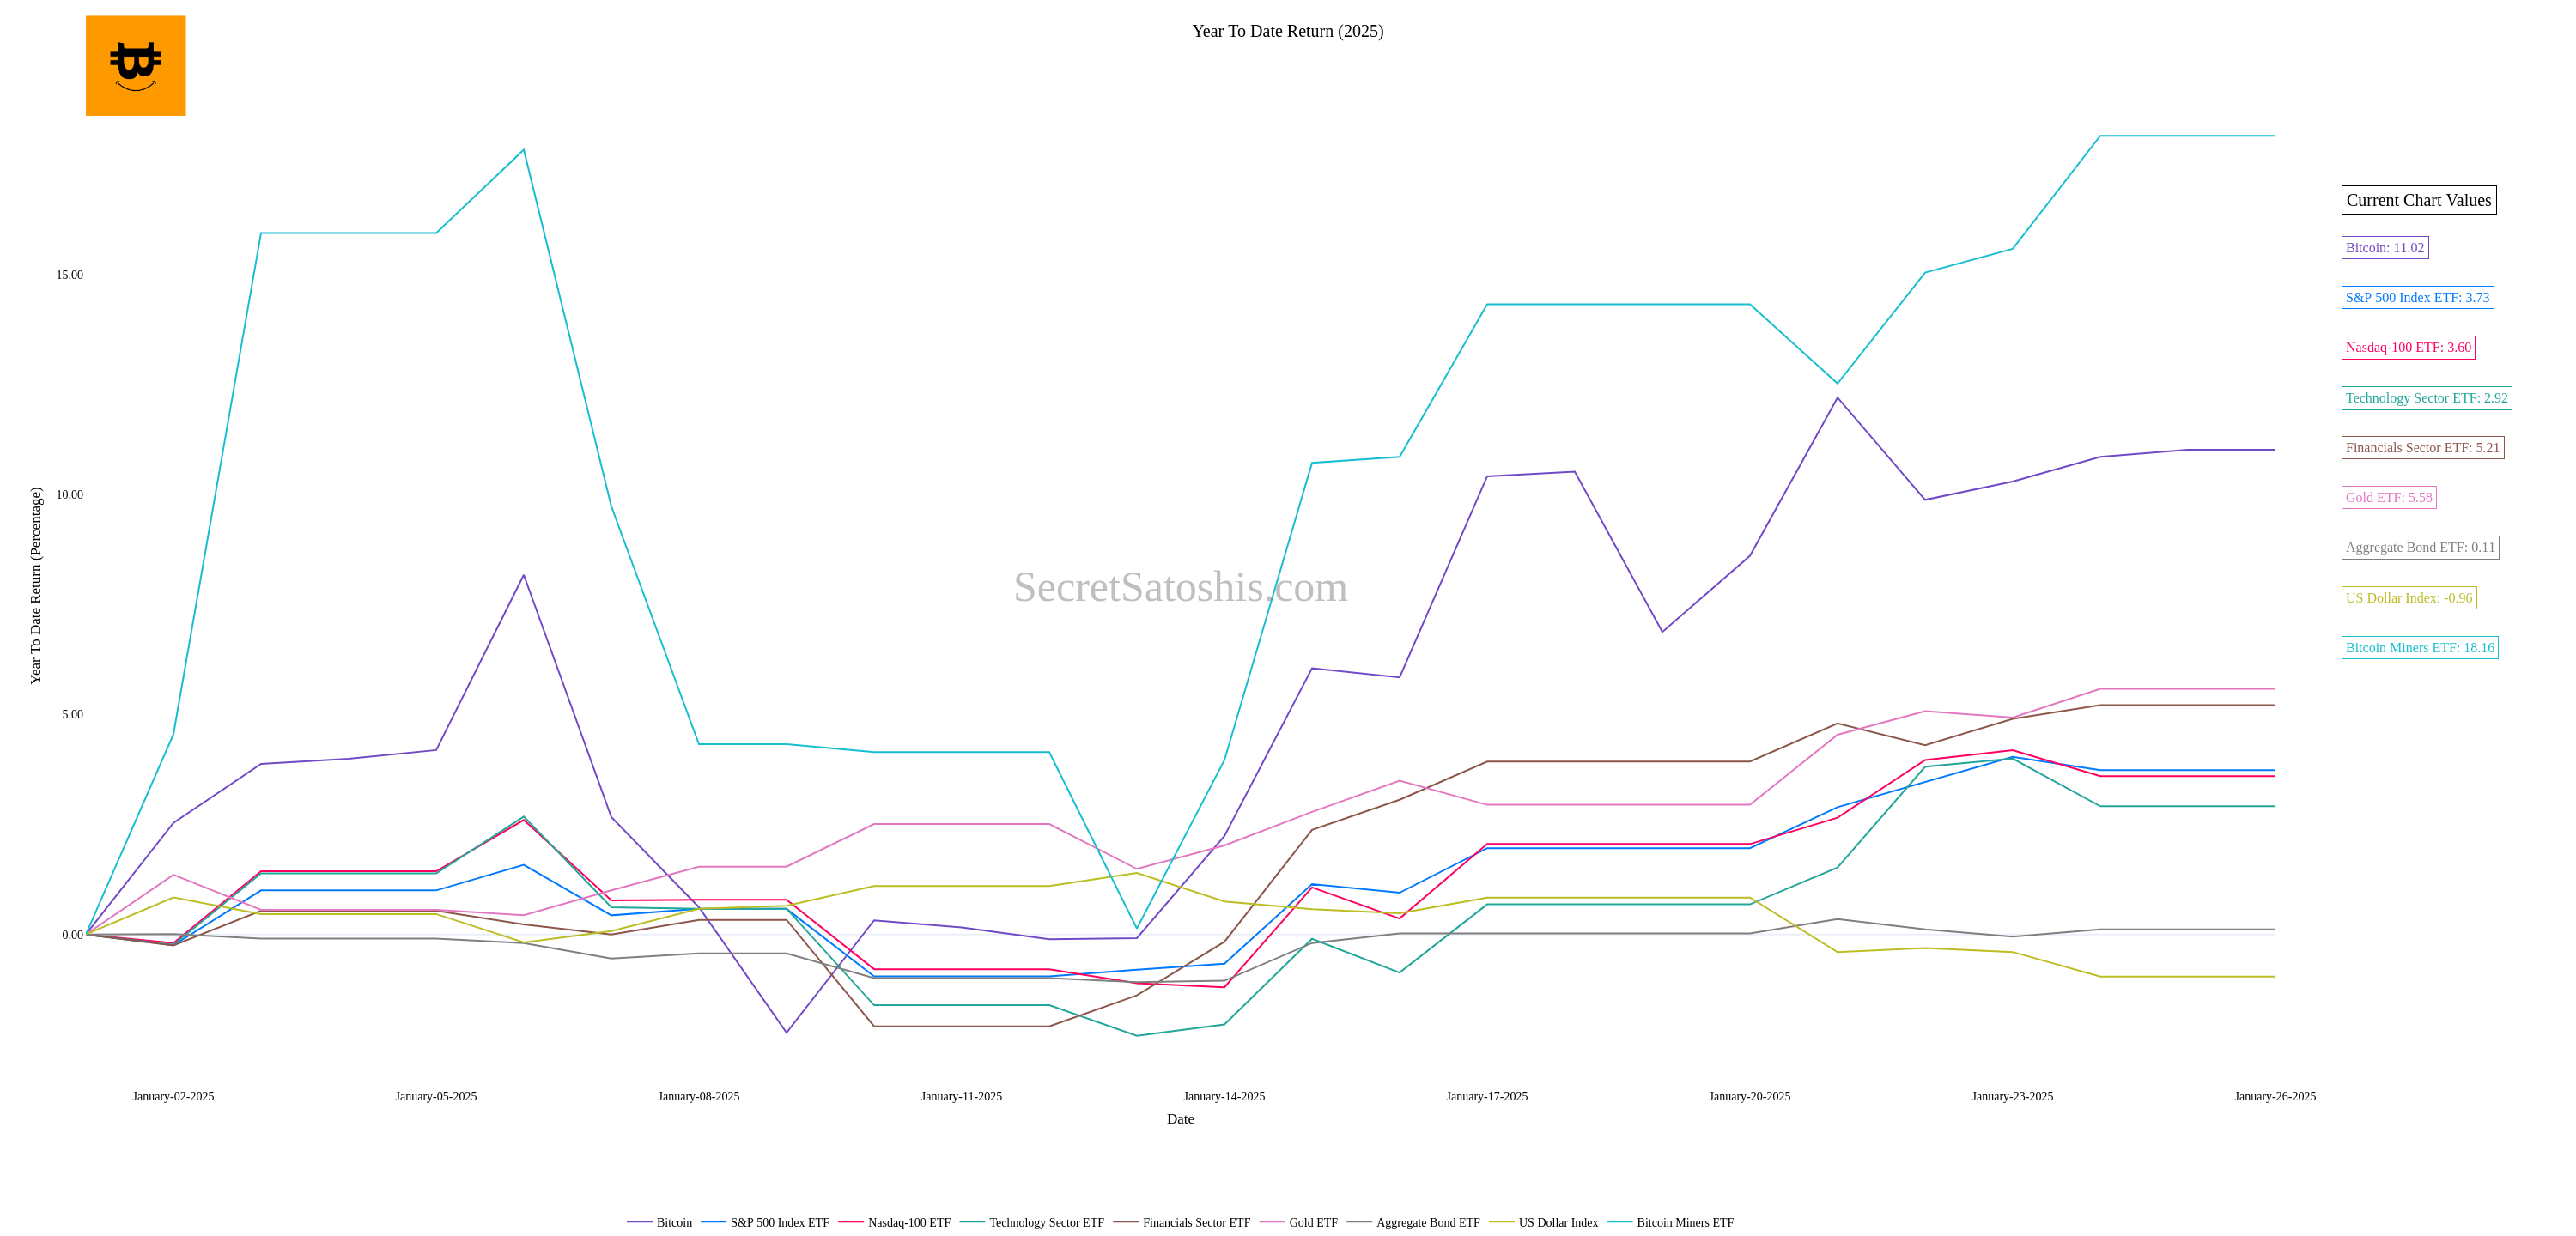 Year To Date Return (2025)
Current Chart Values
Bitcoin: 11.02
S&P 500 Index ETF: 3.73
Nasdaq-100 ETF: 3.60
Technology Sector ETF: 2.92
Financials Sector ETF: 5.21
Gold ETF: 5.58
Aggregate Bond ETF: 0.11
US Dollar Index: -0.96
Bitcoin Miners ETF: 18.16
Year To Date Return (Percentage)
15.00
10.00
5.00
0.00
SecretSatoshis.com
January-02-2025 January-05-2025 January-08-2025 January-11-2025 January-14-2025 January-17-2025 January-20-2025 January-23-2025 January-26-2025
Date
Bitcoin S&P 500 Index ETF Nasdaq-100 ETF Technology Sector ETF Financials Sector ETF Gold ETF Aggregate Bond ETF US Dollar Index Bitcoin Miners ETF